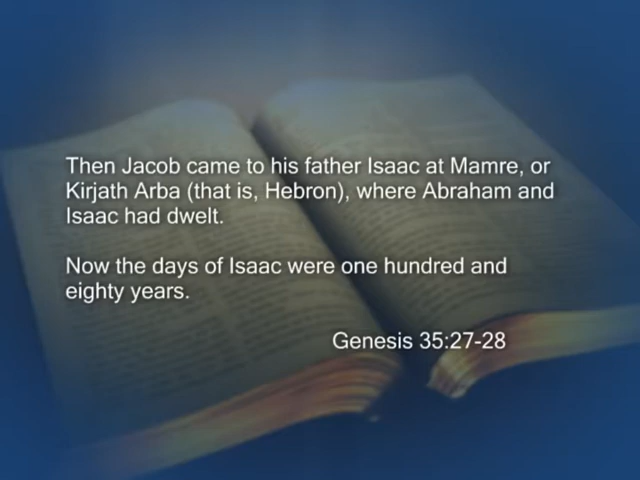 Then Jacob came to his father Isaac at Mamre, or
Kirjath Arba (that is, Hebron), where Abraham and
Isaac had dwelt.
Now the days of Isaac were one hundred and
eighty years.
Genesis 35:27-28